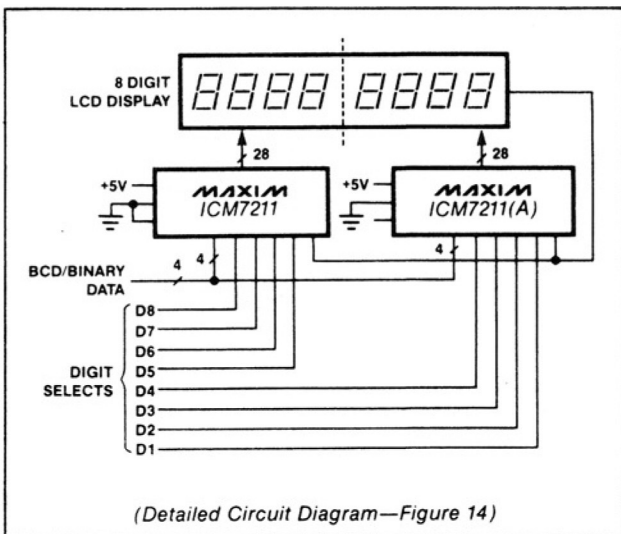 8 DIGIT
LCD DISPLAY
28
28
+5V
MAXIM
ICM7211
+5V
MAXIM
ICM7211(A)
4
4
BCD/BINARY
DATA
4
D8
D7
D6
D5
DIGIT
SELECTS
D4
D3
D2
D1
(Detailed Circuit Diagram—Figure 14)